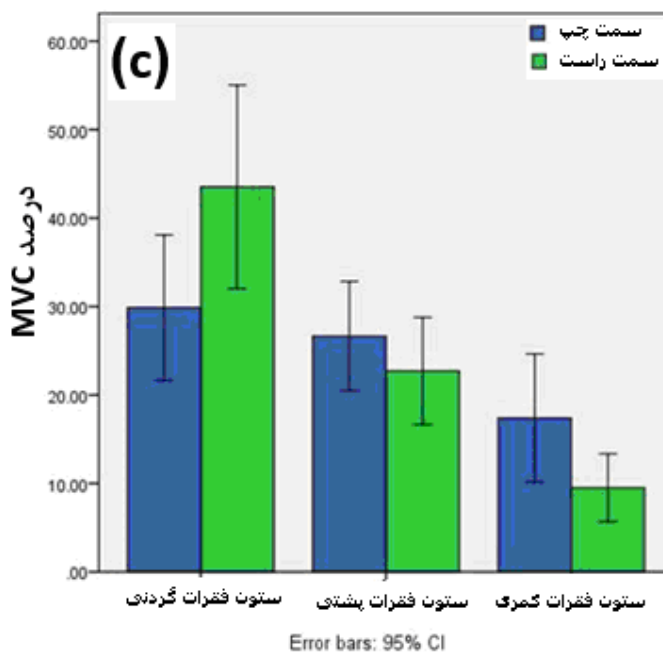 (c)
سمت چپ
سمت راست
درصد MVC
60.00
50.00
40.00
30.00
20.00
10.00
.00
ستون فقرات گردنی
ستون فقرات پشتی
ستون فقرات کمری
Error bars: 95% CI